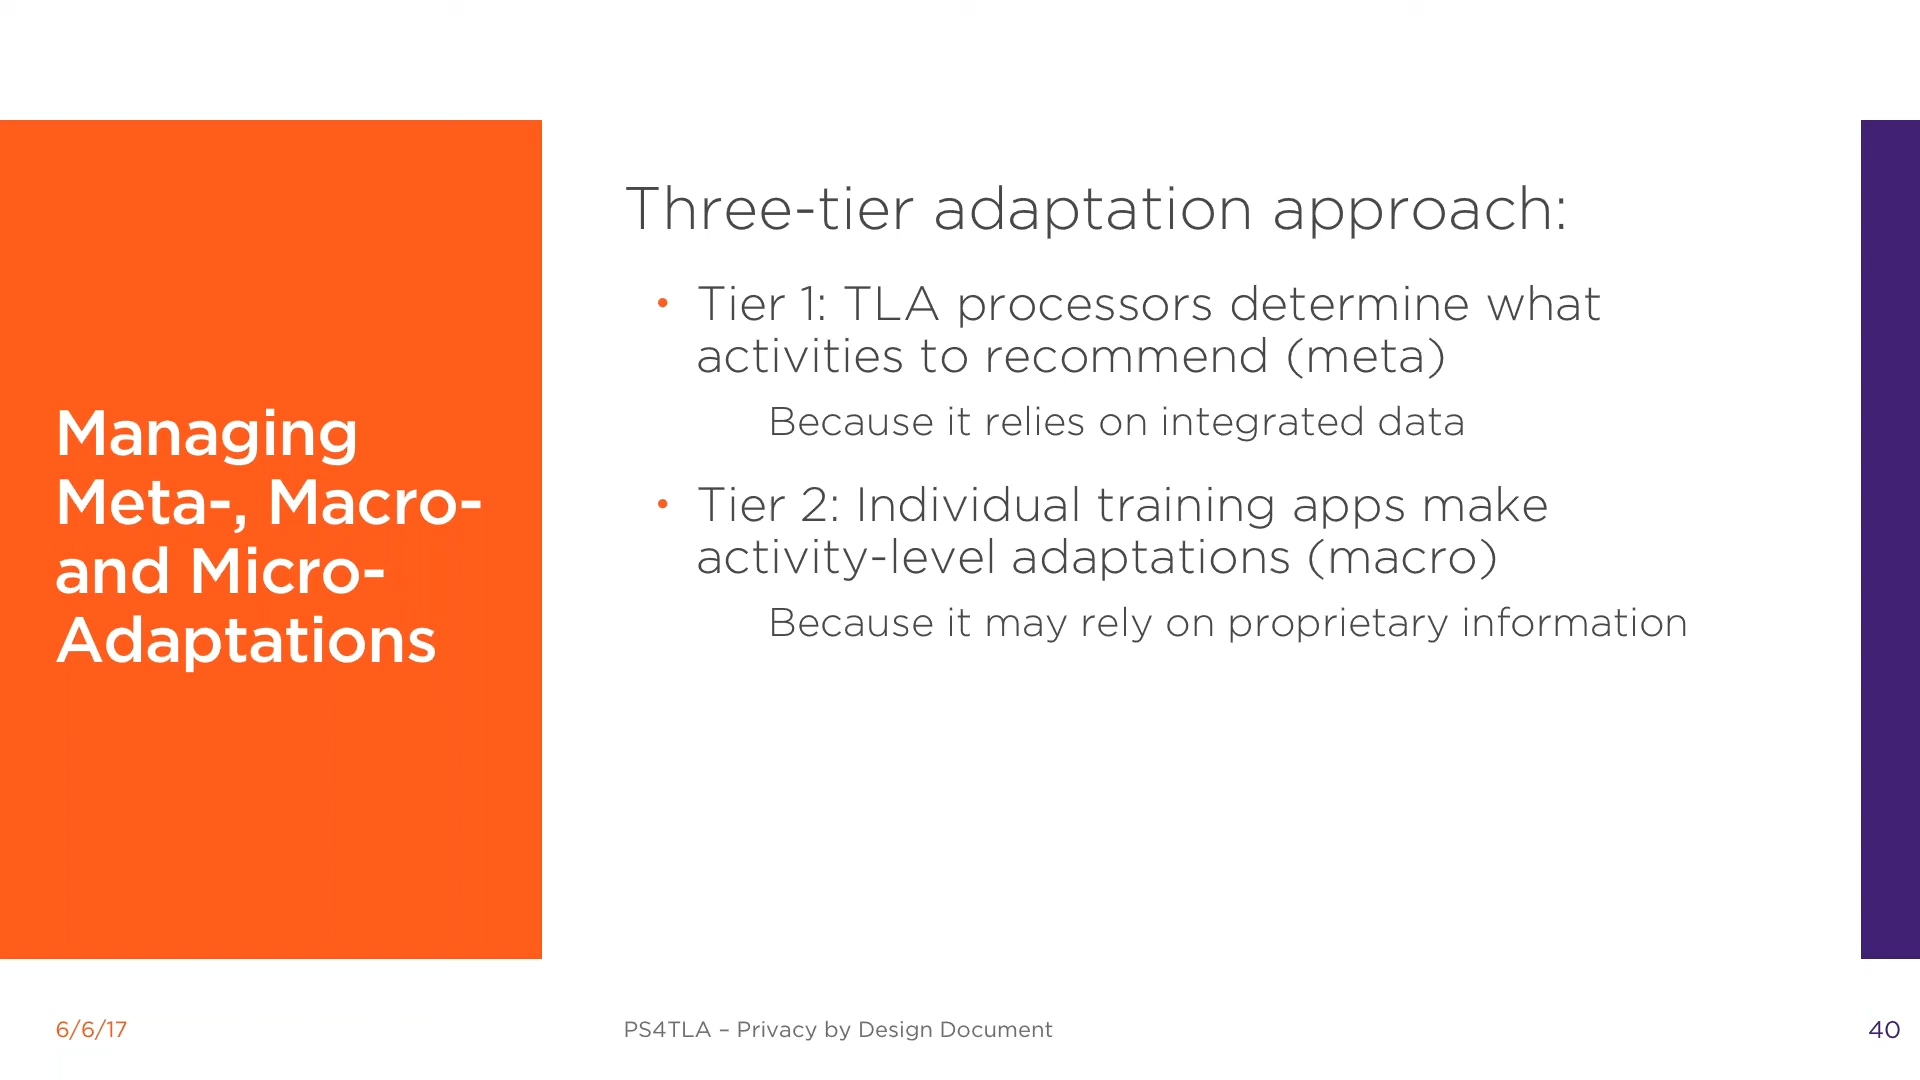 Managing
Meta-, Macro-
and Micro-
Adaptations
Three-tier adaptation approach:
• Tier 1: TLA processors determine what
activities to recommend (meta)
Because it relies on integrated data
• Tier 2: Individual training apps make
activity-level adaptations (macro)
Because it may rely on proprietary information
6/6/17
PS4TLA – Privacy by Design Document
40